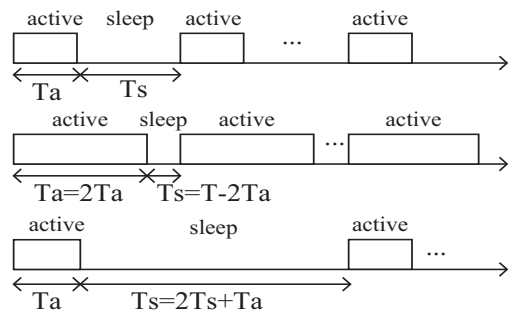 active sleep active active
...
Ta Ts
active sleep active active
...
Ta=2Ta Ts=T-2Ta
active sleep active
...
Ta Ts=2Ts+Ta